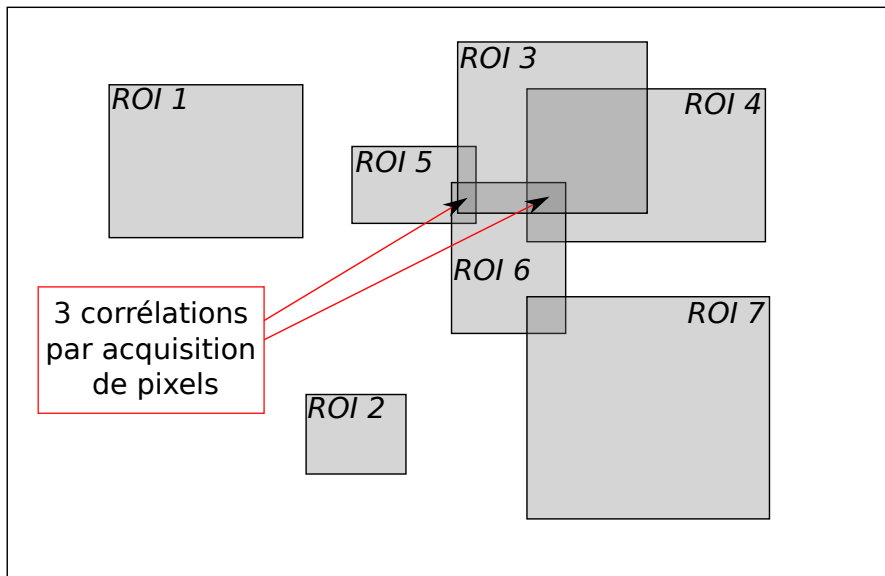 ROI 3
ROI 1
ROI 4
ROI 5
ROI 6
3 corrélations
par acquisition
de pixels
ROI 7
ROI 2